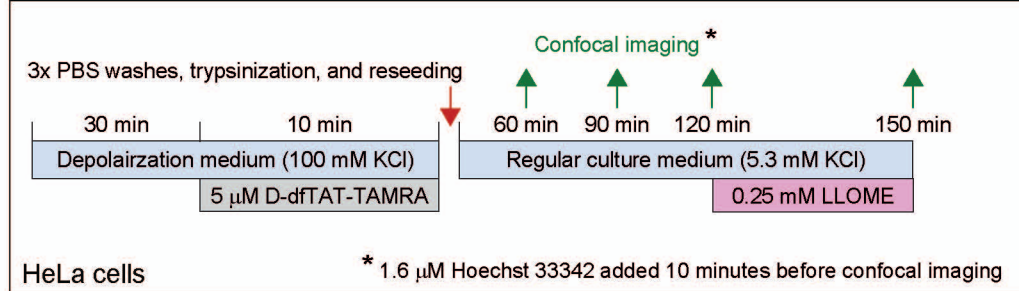 Confocal imaging *
3x PBS washes, trypsinization, and reseeding
30 min 10 min 60 min 90 min 120 min 150 min
Depolairzation medium (100 mM KCl) Regular culture medium (5.3 mM KCl)
5 μM D-dfTAT-TAMRA 0.25 mM LLOME
HeLa cells * 1.6 μM Hoechst 33342 added 10 minutes before confocal imaging